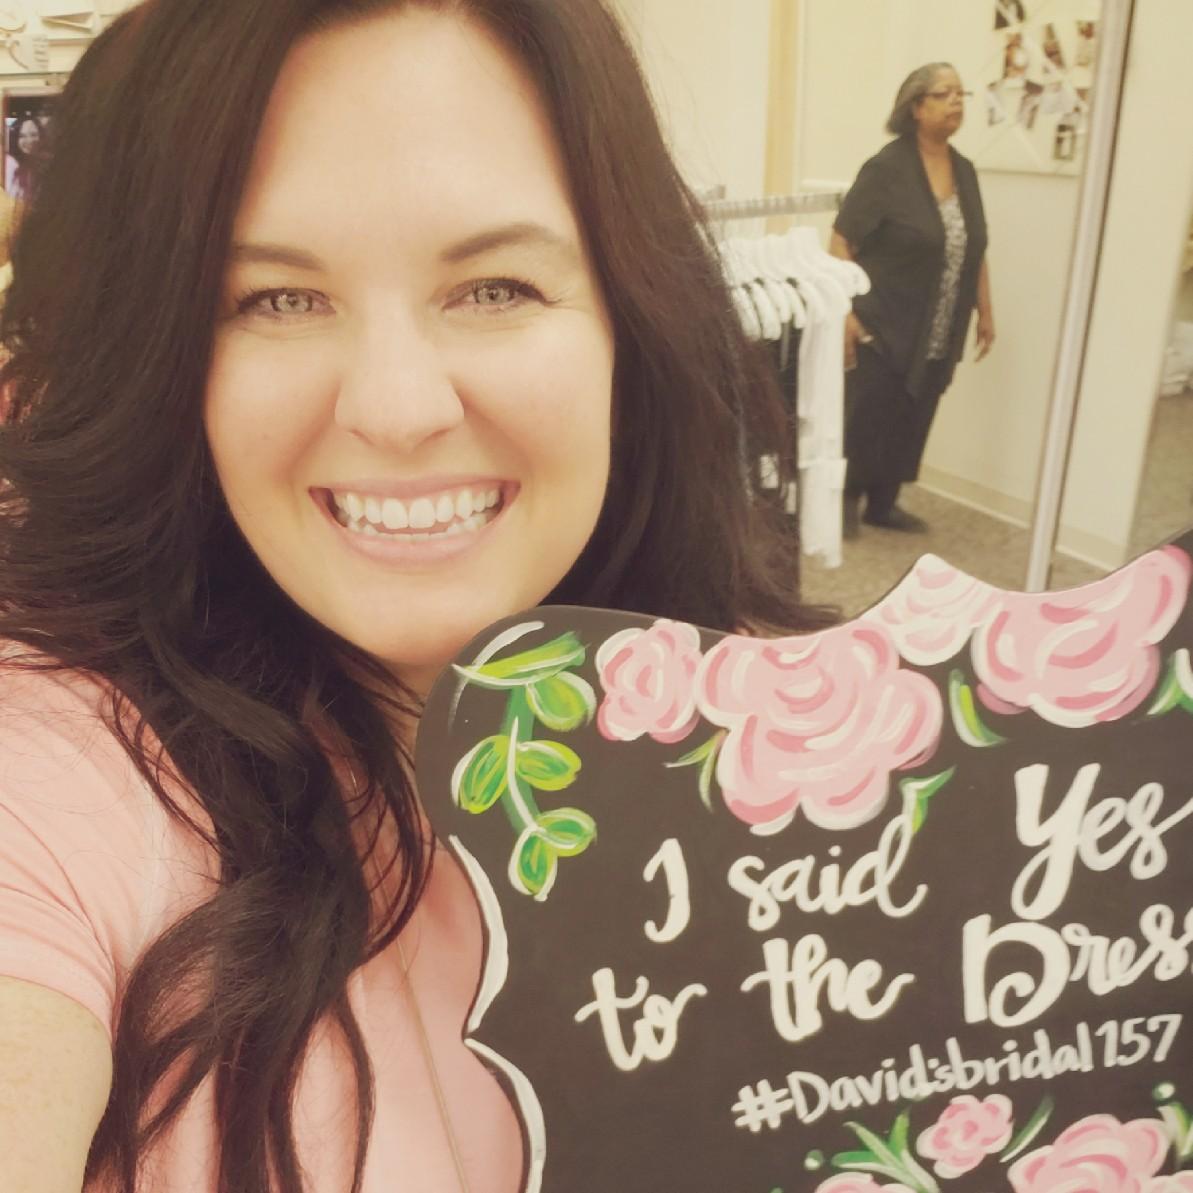 I said Yes
to the Dress
#David'sbridal157